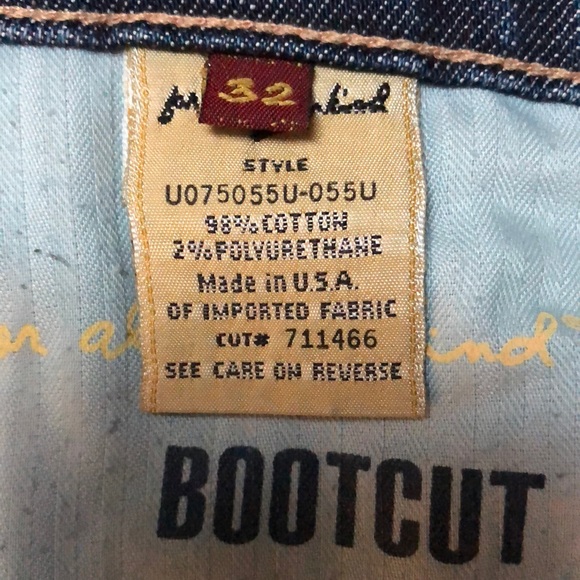 32
STYLE
U075055U-055U
98% COTTON
2% POLYURETHANE
Made in U.S.A.
OF IMPORTED FABRIC
CUT# 711466
SEE CARE ON REVERSE
BOOTCUT